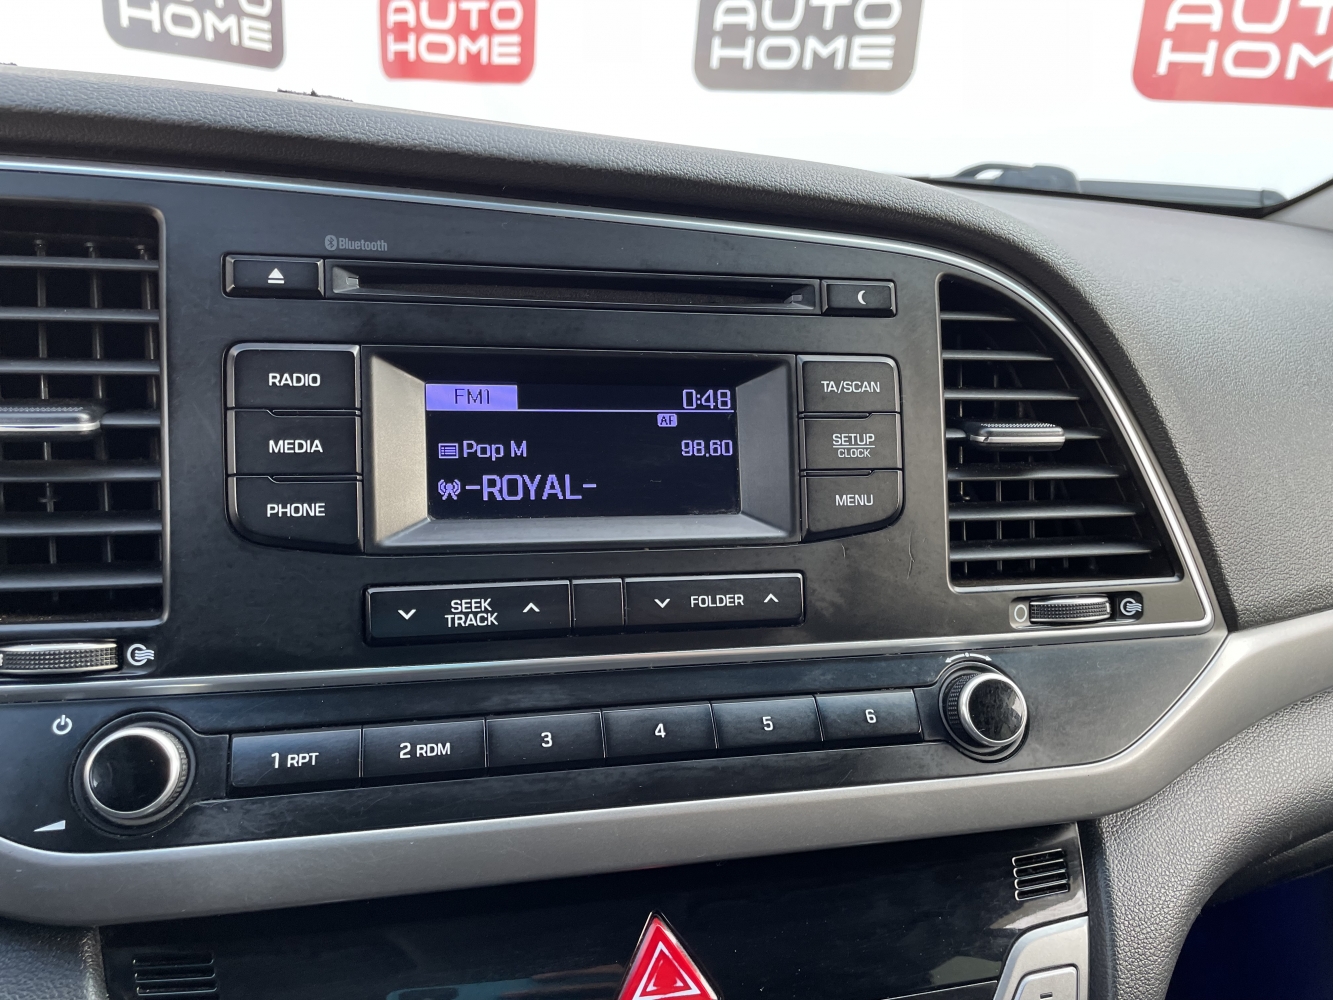 AUTO HOME
AUTO HOME
AUTO HOME
AUTO HOM
Bluetooth
RADIO
MEDIA
PHONE
FM1 0:48
AF
Pop M 98.60
-ROYAL-
TA/SCAN
SETUP
CLOCK
MENU
SEEK
TRACK
FOLDER
1 RPT 2 RDM 3 4 5 6